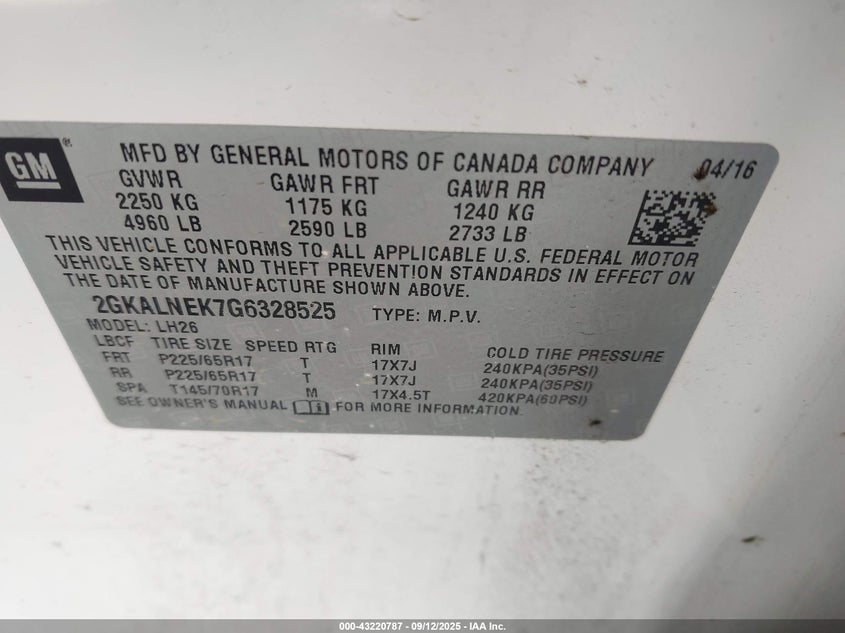 GM
MFD BY GENERAL MOTORS OF CANADA COMPANY 04/16
GVWR GAWR FRT GAWR RR
2250 KG 1175 KG 1240 KG
4960 LB 2590 LB 2733 LB
THIS VEHICLE CONFORMS TO ALL APPLICABLE U.S. FEDERAL MOTOR
VEHICLE SAFETY AND THEFT PREVENTION STANDARDS IN EFFECT ON
THE DATE OF MANUFACTURE SHOWN ABOVE.
2GKALNEK7G6328525 TYPE: M.P.V.
MODEL: LH26
LBCF TIRE SIZE SPEED RTG RIM COLD TIRE PRESSURE
FRT P225/65R17 T 17X7J 240KPA(35PSI)
RR P225/65R17 T 17X7J 240KPA(35PSI)
SPA T145/70R17 M 17X4.5T 420KPA(60PSI)
SEE OWNER'S MANUAL FOR MORE INFORMATION.
000-43220787 - 09/12/2025 - IAA Inc.